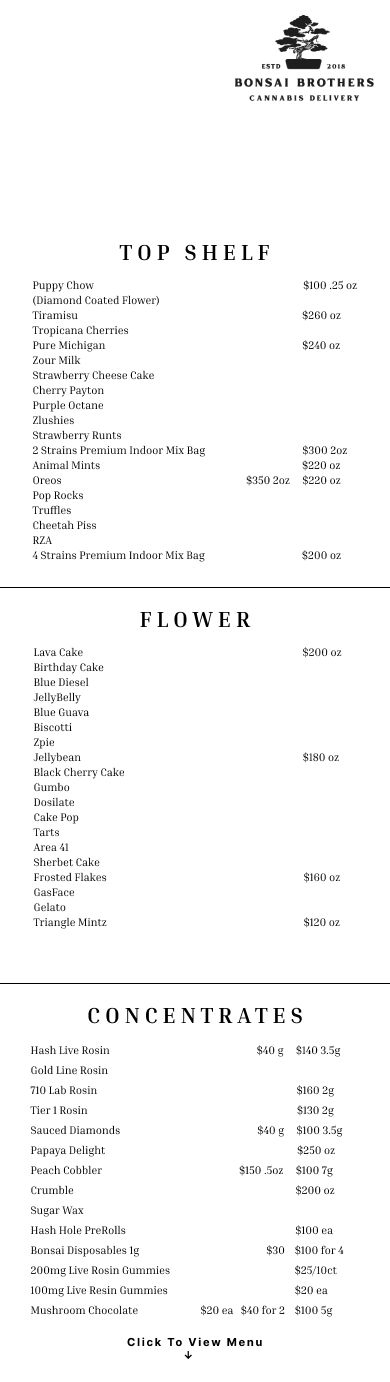 ESTD 2018
BONSAI BROTHERS
CANNABIS DELIVERY
TOP SHELF
Puppy Chow $100 .25 oz
(Diamond Coated Flower)
Tiramisu $260 oz
Tropicana Cherries
Pure Michigan $240 oz
Zour Milk
Strawberry Cheese Cake
Cherry Payton
Purple Octane
Zlushies
Strawberry Runts
2 Strains Premium Indoor Mix Bag $300 2oz
Animal Mints $220 oz
Oreos $350 2oz $220 oz
Pop Rocks
Truffles
Cheetah Piss
RZA
4 Strains Premium Indoor Mix Bag $200 oz
FLOWER
Lava Cake $200 oz
Birthday Cake
Blue Diesel
JellyBelly
Blue Guava
Biscotti
Zpie
Jellybean $180 oz
Black Cherry Cake
Gumbo
Dosilate
Cake Pop
Tarts
Area 41
Sherbet Cake
Frosted Flakes $160 oz
GasFace
Gelato
Triangle Mintz $120 oz
CONCENTRATES
Hash Live Rosin $40 g $140 3.5g
Gold Line Rosin
710 Lab Rosin $160 2g
Tier 1 Rosin $130 2g
Sauced Diamonds $40 g $100 3.5g
Papaya Delight $250 oz
Peach Cobbler $150 .5oz $100 7g
Crumble $200 oz
Sugar Wax
Hash Hole PreRolls $100 ea
Bonsai Disposables 1g $30 $100 for 4
200mg Live Rosin Gummies $25/10ct
100mg Live Resin Gummies $20 ea
Mushroom Chocolate $20 ea $40 for 2 $100 5g
Click To View Menu
↓